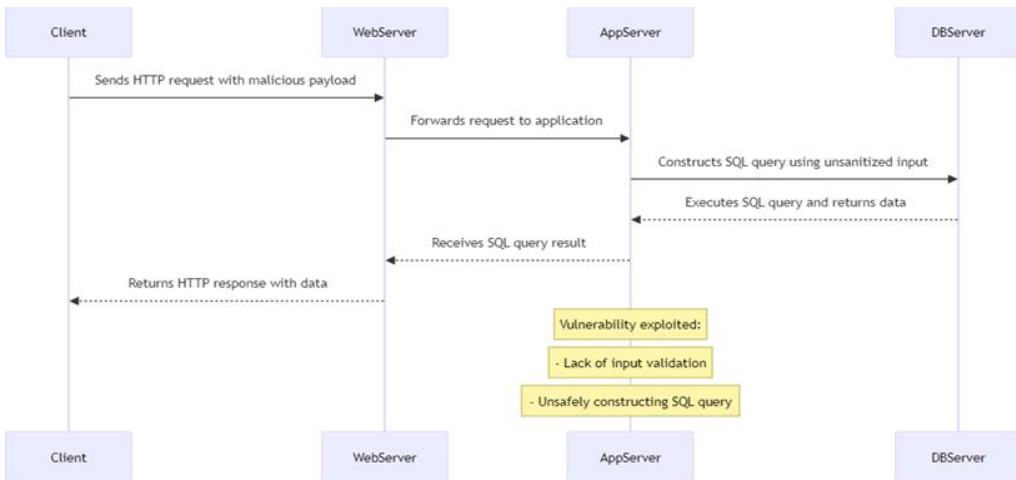 Client
WebServer
AppServer
DBServer
Sends HTTP request with malicious payload
Forwards request to application
Constructs SQL query using unsanitized input
Executes SQL query and returns data
Receives SQL query result
Returns HTTP response with data
Vulnerability exploited:
- Lack of input validation
- Unsafely constructing SQL query
Client
WebServer
AppServer
DBServer